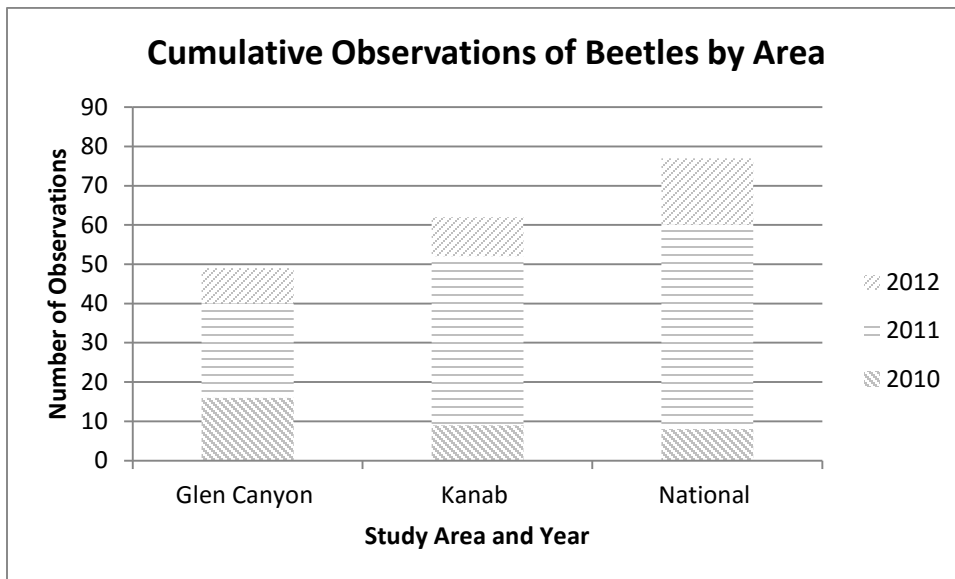 Cumulative Observations of Beetles by Area
Number of Observations
90
80
70
60
50
40
30
20
10
0
Glen Canyon
Kanab
National
Study Area and Year
2012
2011
2010